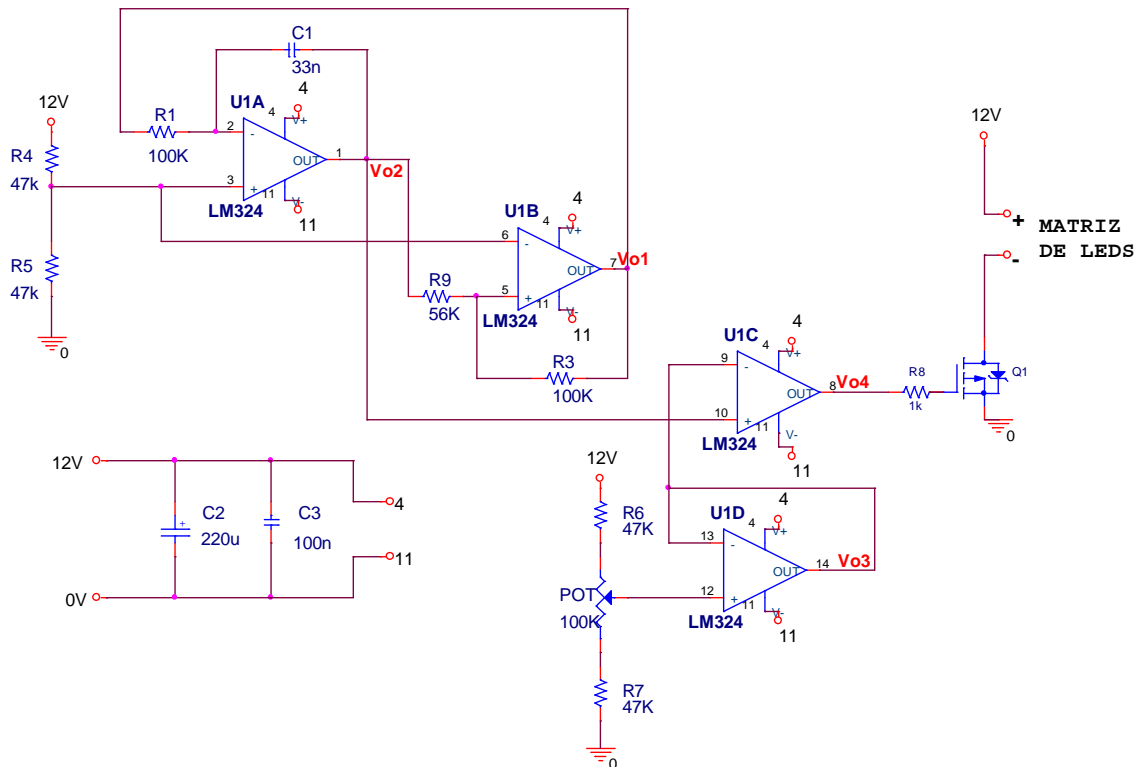 C1
33n
12V
R1
100K
R4
47k
R5
47k
0
U1A
4
4
V+
2
-
OUT
1
3
+
11
V-
11
LM324
Vo2
U1B
4
4
V+
6
-
OUT
7
Vo1
5
+
11
V-
11
LM324
R9
56K
R3
100K
12V
+
-
MATRIZ
DE LEDS
U1C
4
4
V+
9
-
OUT
8
Vo4
10
+
11
V-
11
LM324
R8
1k
Q1
0
12V
0V
C2
+
220u
C3
100n
4
11
12V
R6
47K
POT
100K
R7
47K
0
U1D
4
4
V+
13
-
OUT
14
Vo3
12
+
11
V-
11
LM324